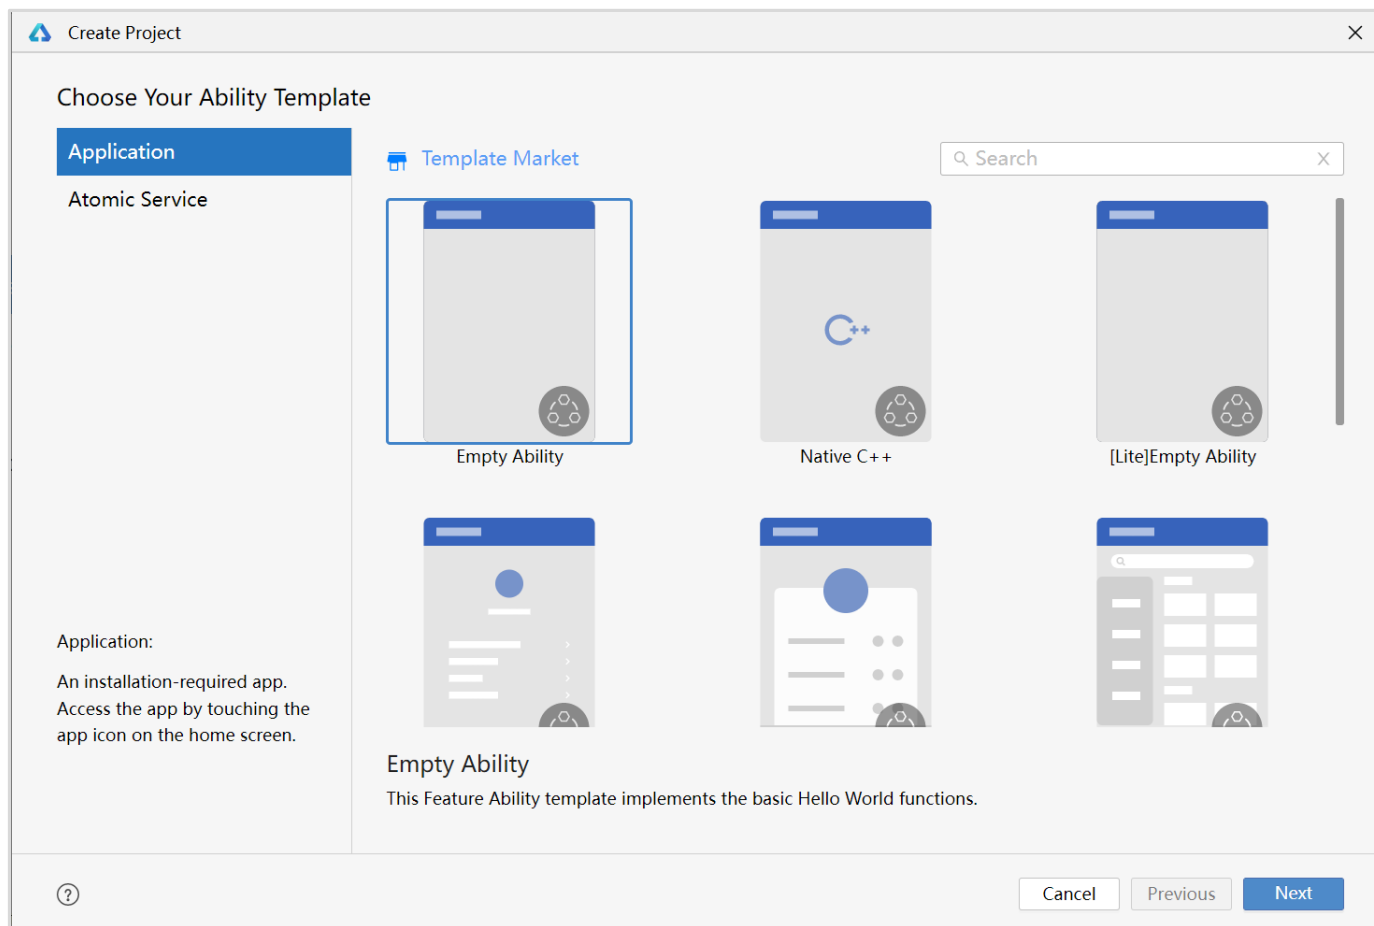 Create Project
Choose Your Ability Template
Application
Atomic Service
Template Market
Search
C++
Empty Ability
Native C++
[Lite]Empty Ability
Application:
An installation-required app.
Access the app by touching the
app icon on the home screen.
Empty Ability
This Feature Ability template implements the basic Hello World functions.
?
Cancel
Previous
Next